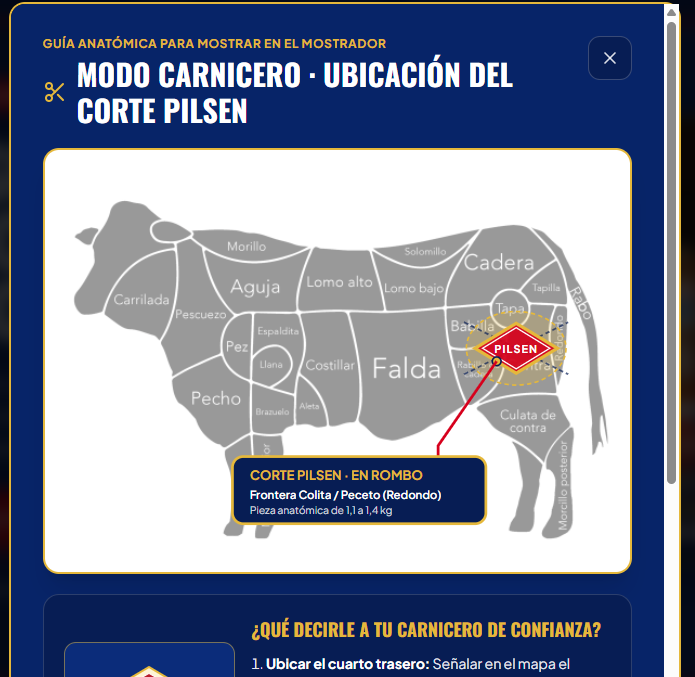 GUÍA ANATÓMICA PARA MOSTRAR EN EL MOSTRADOR
MODO CARNICERO · UBICACIÓN DEL
CORTE PILSEN
Morillo
Solomillo
Cadera
Carrilada
Aguja
Lomo alto
Lomo bajo
Tapilla
Rabo
Pescuezo
Tapa
Espaldita
Babilla
Redondo
Pez
PILSEN
Llana
Costillar
Falda
Pecho
Brazuelo
Aleta
Culata de
contra
Morcillo posterior
CORTE PILSEN · EN ROMBO
Frontera Colita / Peceto (Redondo)
Pieza anatómica de 1,1 a 1,4 kg
¿QUÉ DECIRLE A TU CARNICERO DE CONFIANZA?
1. Ubicar el cuarto trasero: Señalar en el mapa el